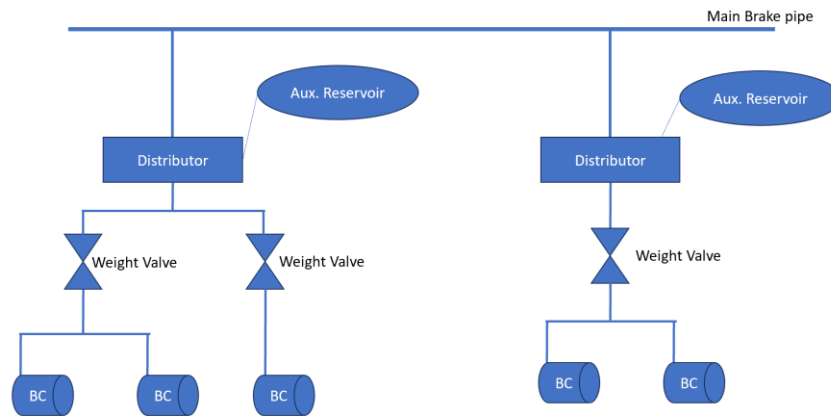 Main Brake pipe
Aux. Reservoir
Aux. Reservoir
Distributor
Distributor
Weight Valve
Weight Valve
Weight Valve
BC
BC
BC
BC
BC